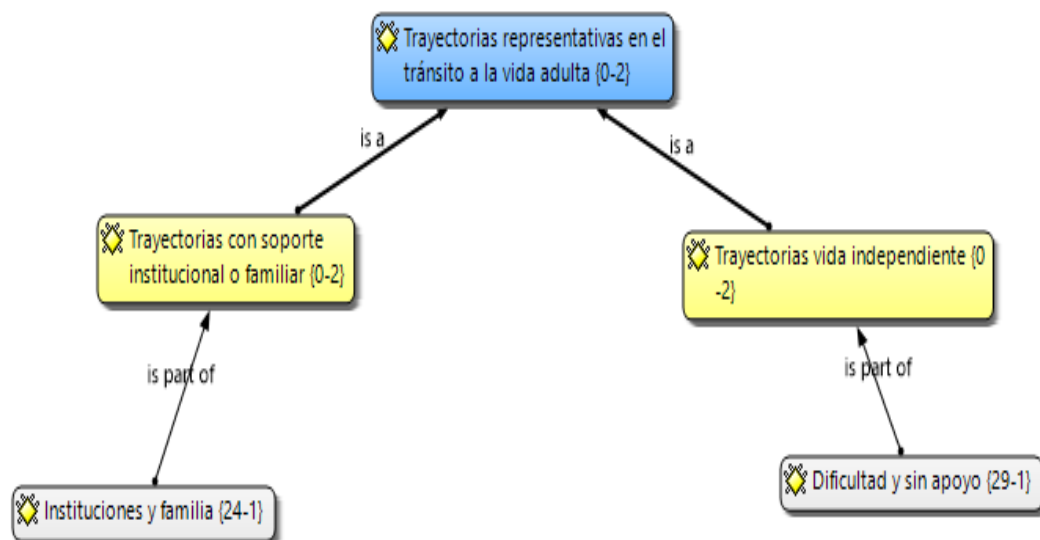 Trayectorias representativas en el
tránsito a la vida adulta {0-2}
is a
is a
Trayectorias con soporte
institucional o familiar {0-2}
Trayectorias vida independiente {0
-2}
is part of
is part of
Instituciones y familia {24-1}
Dificultad y sin apoyo {29-1}